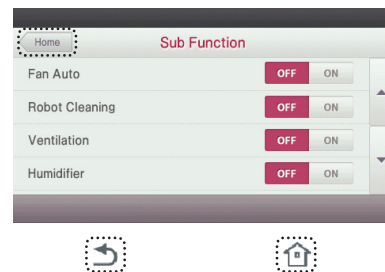 Home Sub Function
Fan Auto OFF ON
Robot Cleaning OFF ON
Ventilation OFF ON
Humidifier OFF ON